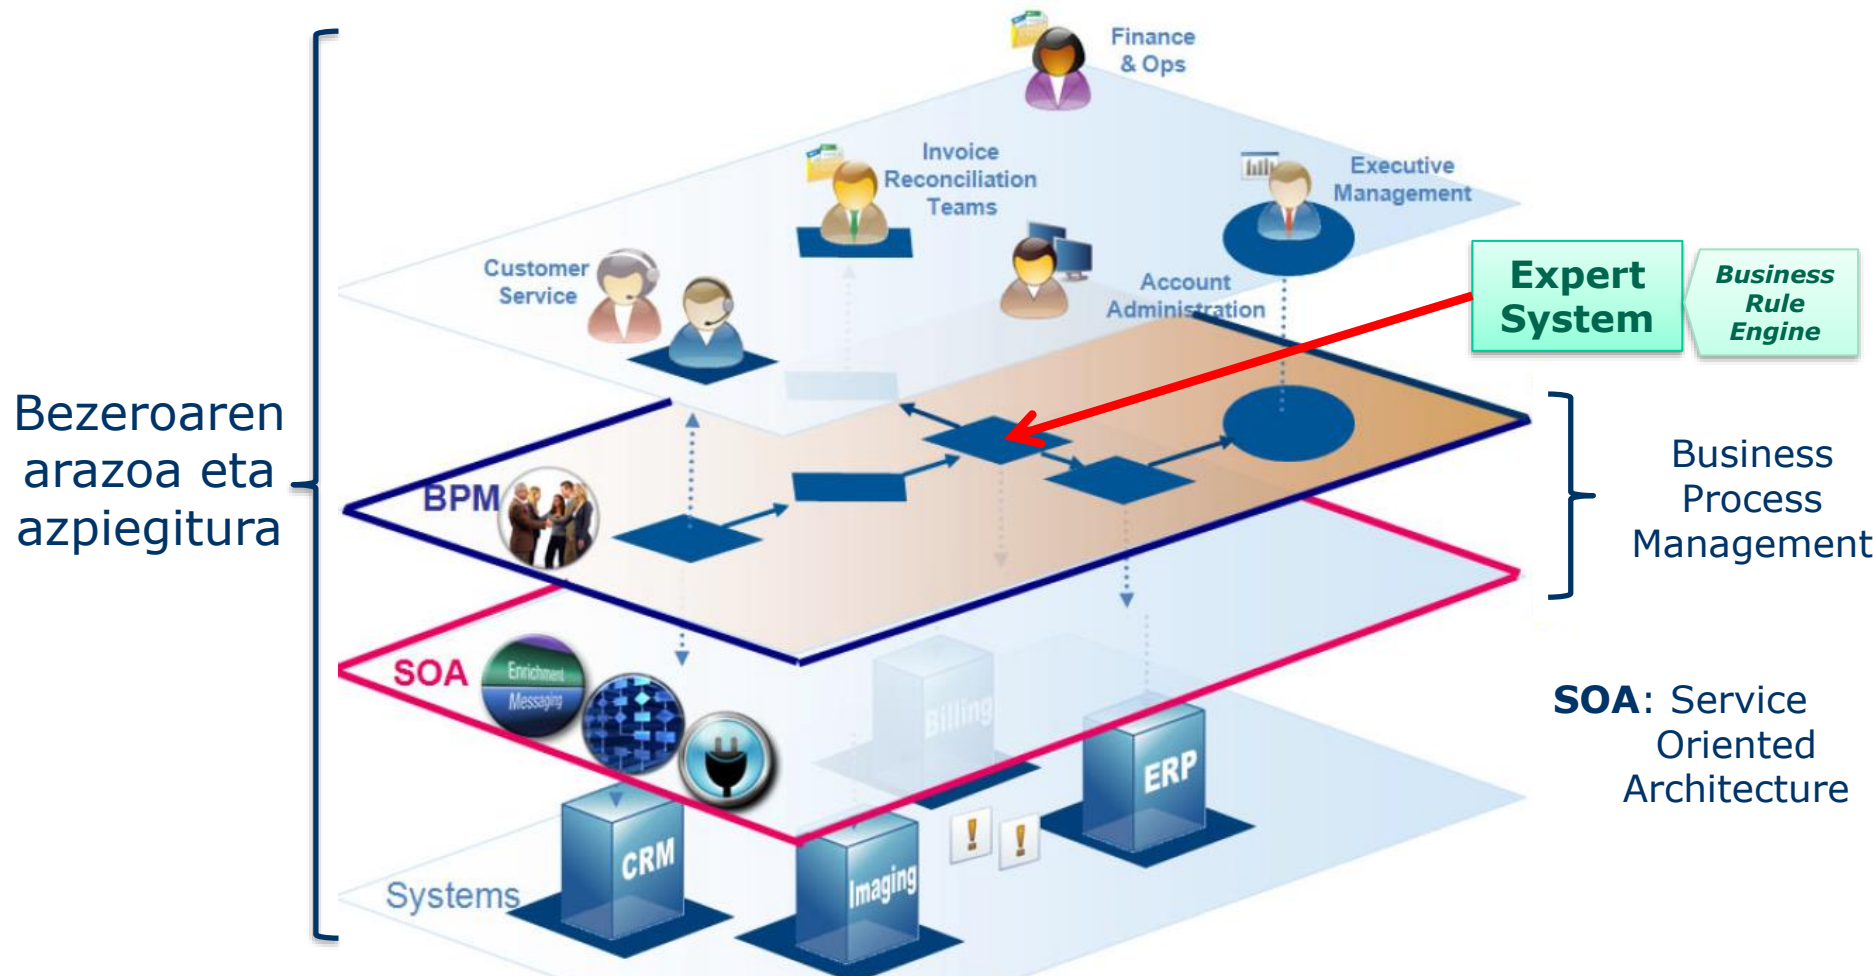 Finance
& Ops
Invoice
Reconciliation
Teams
Executive
Management
Customer
Service
Account
Administration
Expert
System
Business
Rule
Engine
Bezeroaren
arazoa eta
azpiegitura
BPM
Business
Process
Management
SOA
Enrichment
Messaging
Billing
ERP
SOA: Service
Oriented
Architecture
CRM
Imaging
Systems